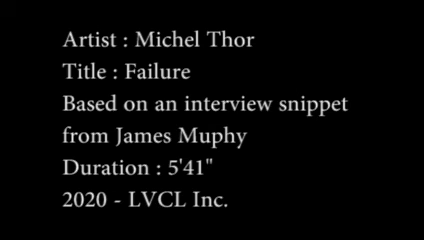 Artist : Michel Thor
Title : Failure
Based on an interview snippet
from James Muphy
Duration : 5'41"
2020 - LVCL Inc.